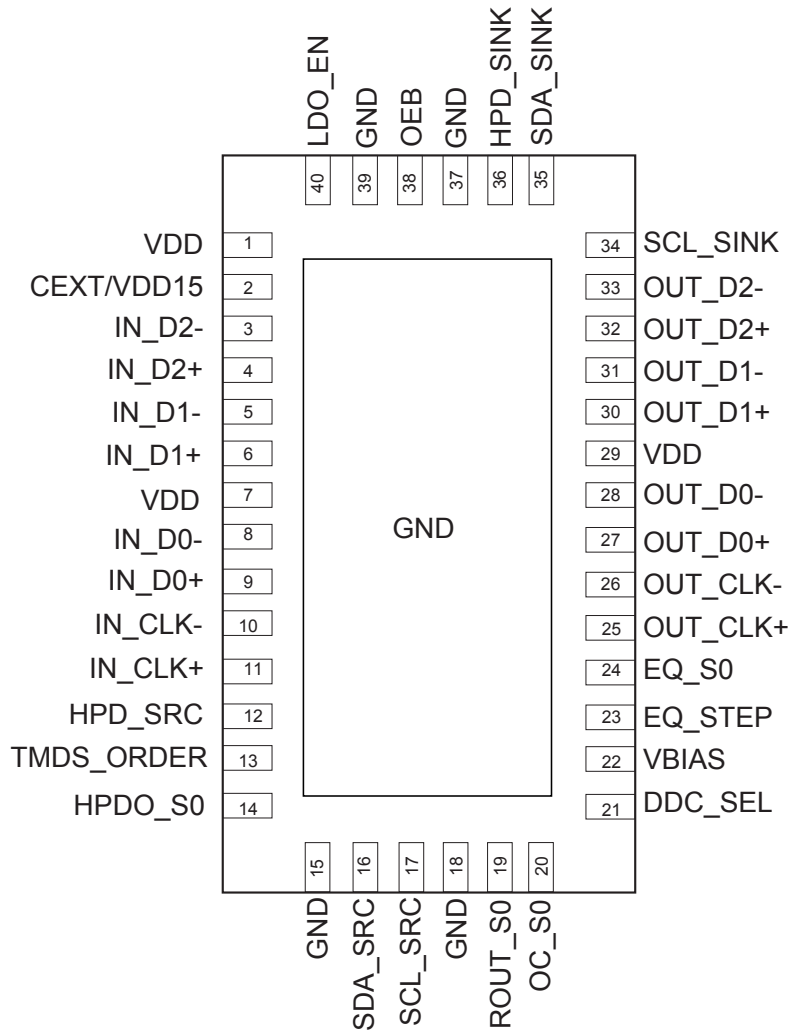 LDO_EN
GND
OEB
GND
HPD_SINK
SDA_SINK
40
39
38
37
36
35
VDD 1
CEXT/VDD15 2
IN_D2- 3
IN_D2+ 4
IN_D1- 5
IN_D1+ 6
VDD 7
IN_D0- 8
IN_D0+ 9
IN_CLK- 10
IN_CLK+ 11
HPD_SRC 12
TMDS_ORDER 13
HPDO_S0 14
GND
34 SCL_SINK
33 OUT_D2-
32 OUT_D2+
31 OUT_D1-
30 OUT_D1+
29 VDD
28 OUT_D0-
27 OUT_D0+
26 OUT_CLK-
25 OUT_CLK+
24 EQ_S0
23 EQ_STEP
22 VBIAS
21 DDC_SEL
15
16
17
18
19
20
GND
SDA_SRC
SCL_SRC
GND
ROUT_S0
OC_S0